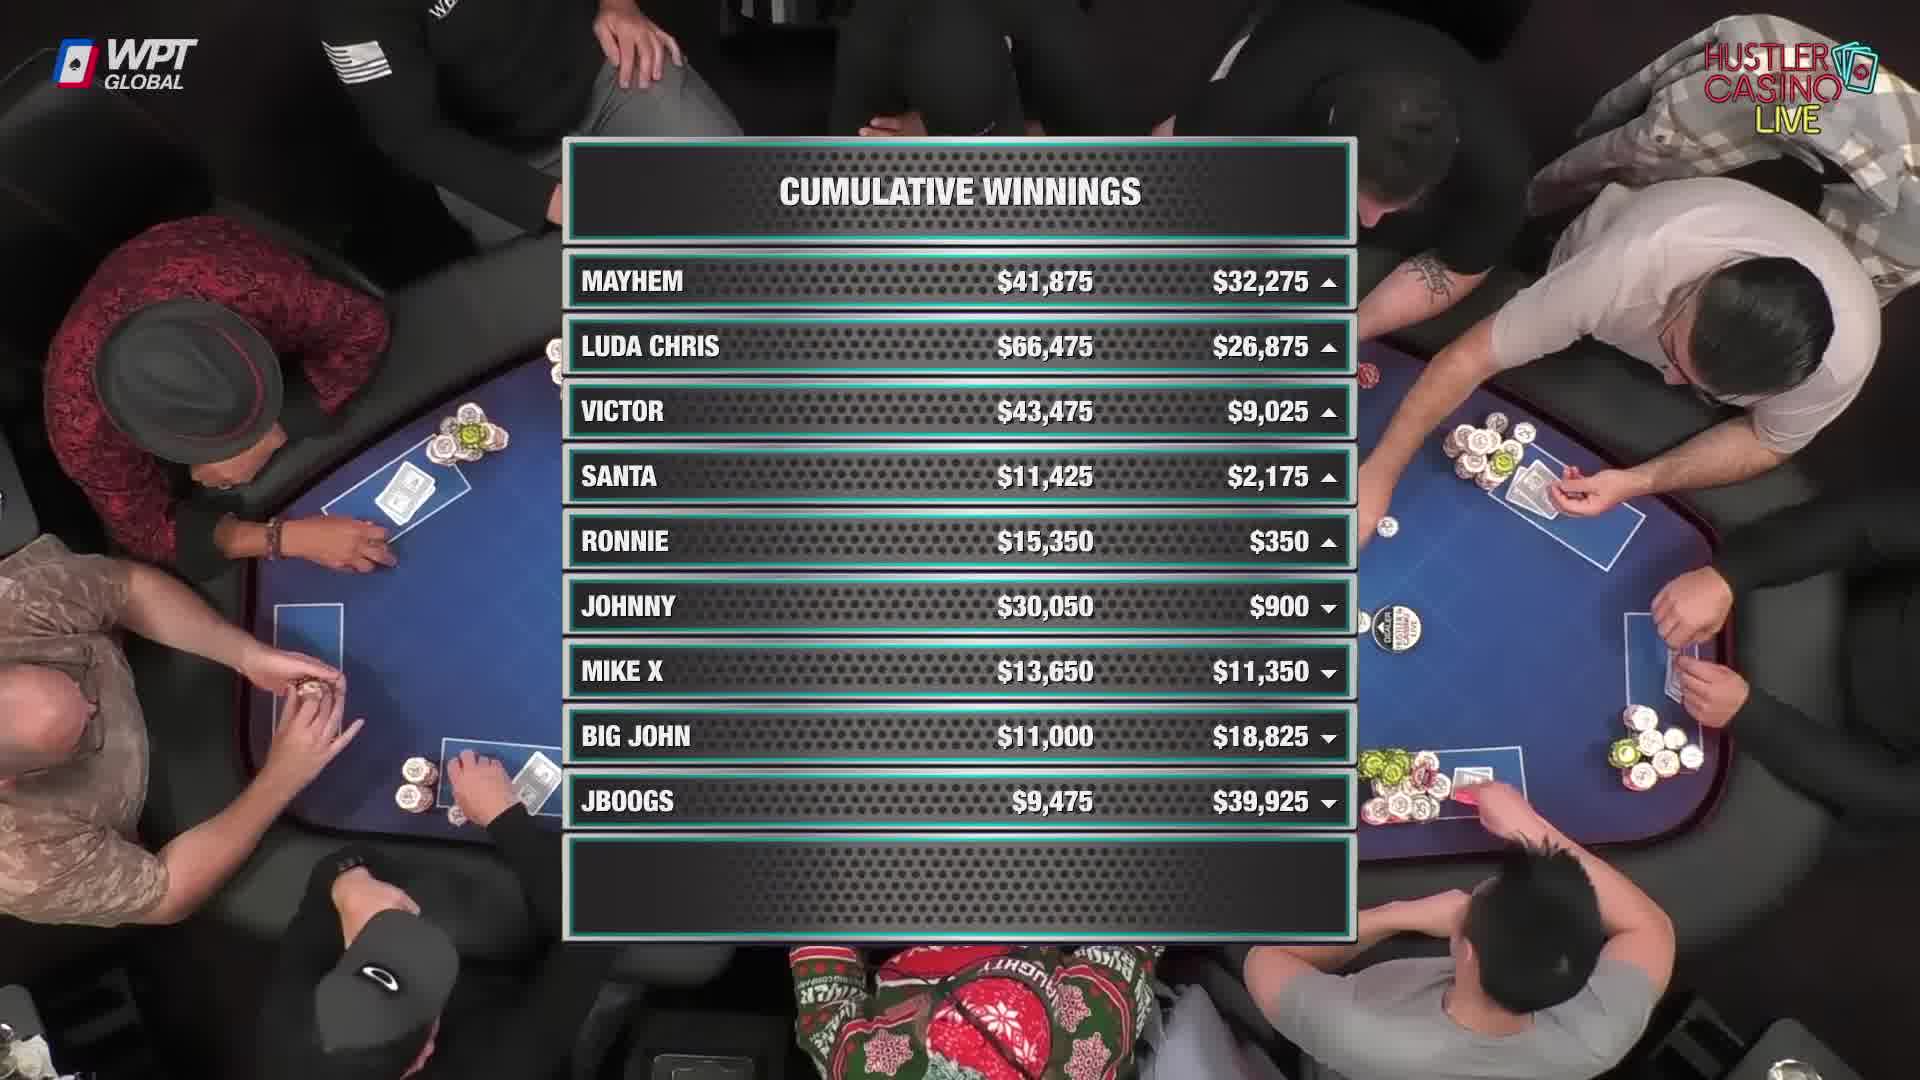 WPT
GLOBAL
HUSTLER
CASINO
LIVE
CUMULATIVE WINNINGS
MAYHEM $41,875 $32,275
LUDA CHRIS $66,475 $26,875
VICTOR $43,475 $9,025
SANTA $11,425 $2,175
RONNIE $15,350 $350
JOHNNY $30,050 $900
MIKE X $13,650 $11,350
BIG JOHN $11,000 $18,825
JBOOGS $9,475 $39,925
DEALER
NAUGHTY